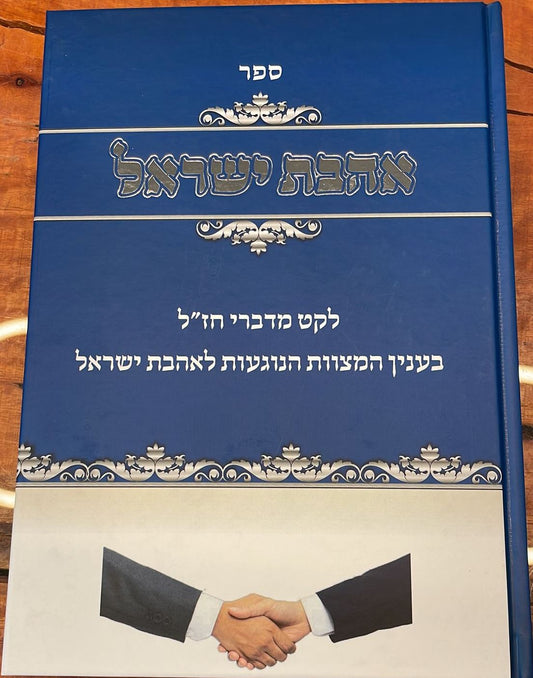 ספר
אהבת ישראל
לקט מדברי חז״ל
בענין המצוות הנוגעות לאהבת ישראל